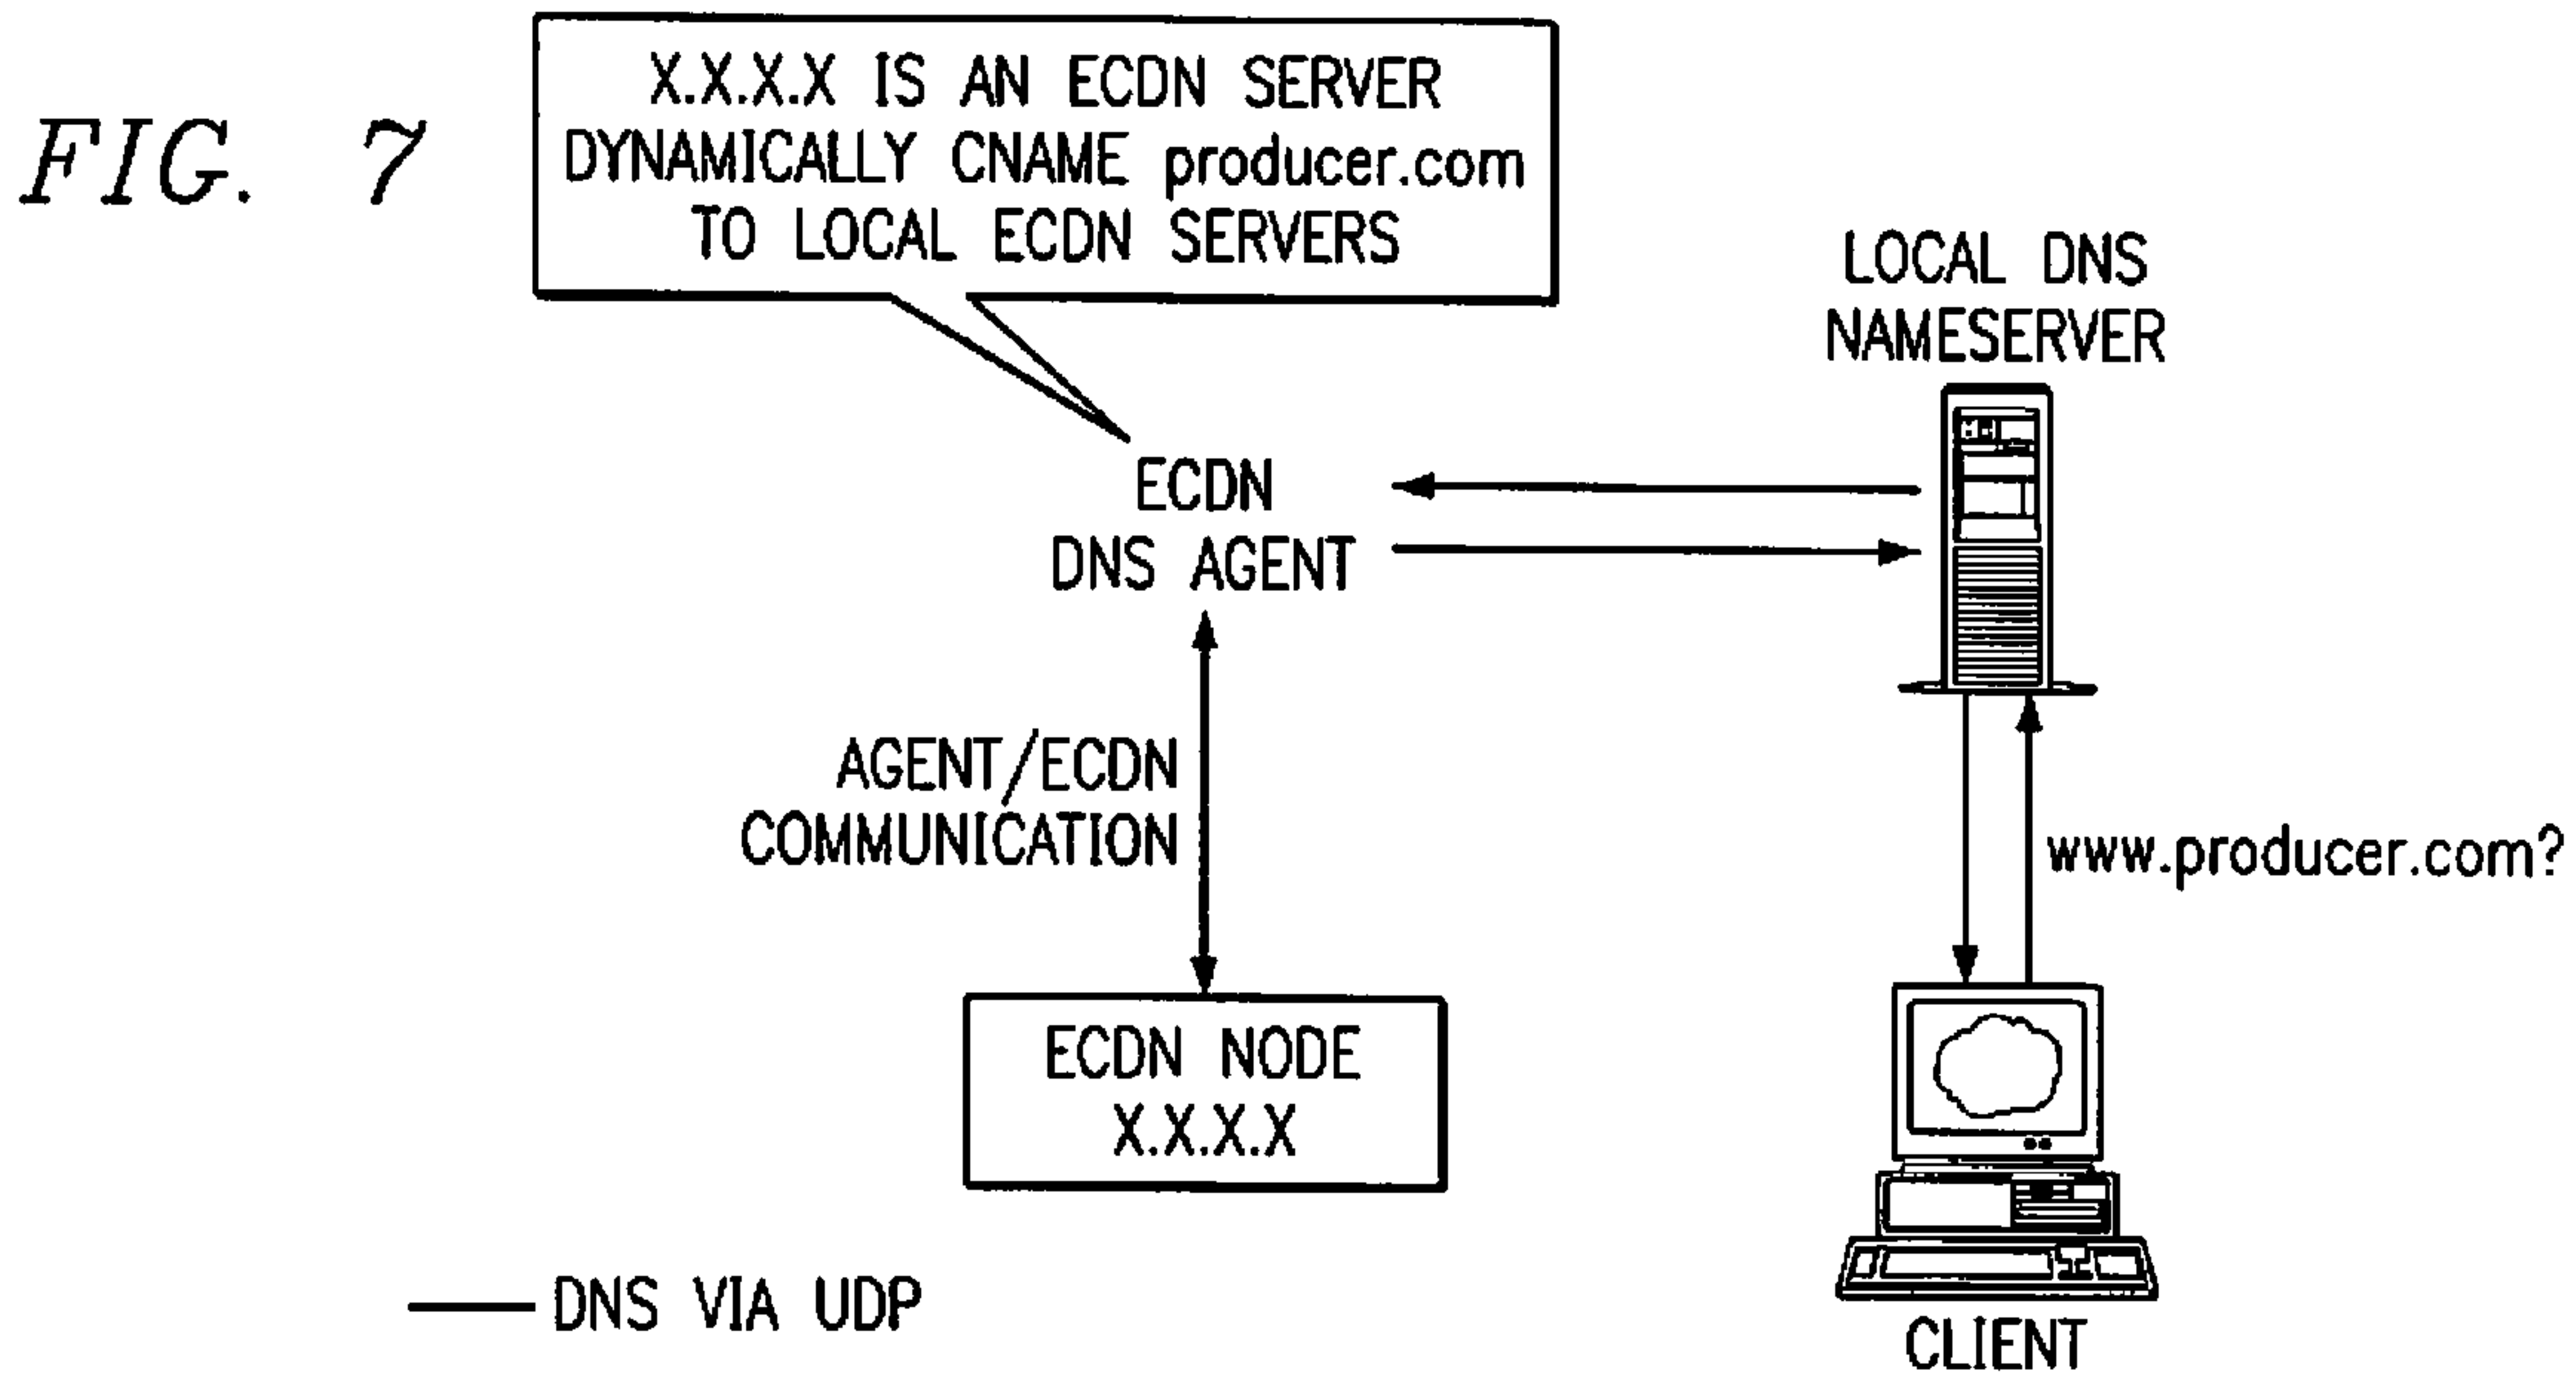 FIG. 7
X.X.X.X IS AN ECDN SERVER
DYNAMICALLY CNAME producer.com
TO LOCAL ECDN SERVERS
LOCAL DNS
NAMESERVER
ECDN
DNS AGENT
AGENT/ECDN
COMMUNICATION
www.producer.com?
ECDN NODE
X.X.X.X
DNS VIA UDP
CLIENT